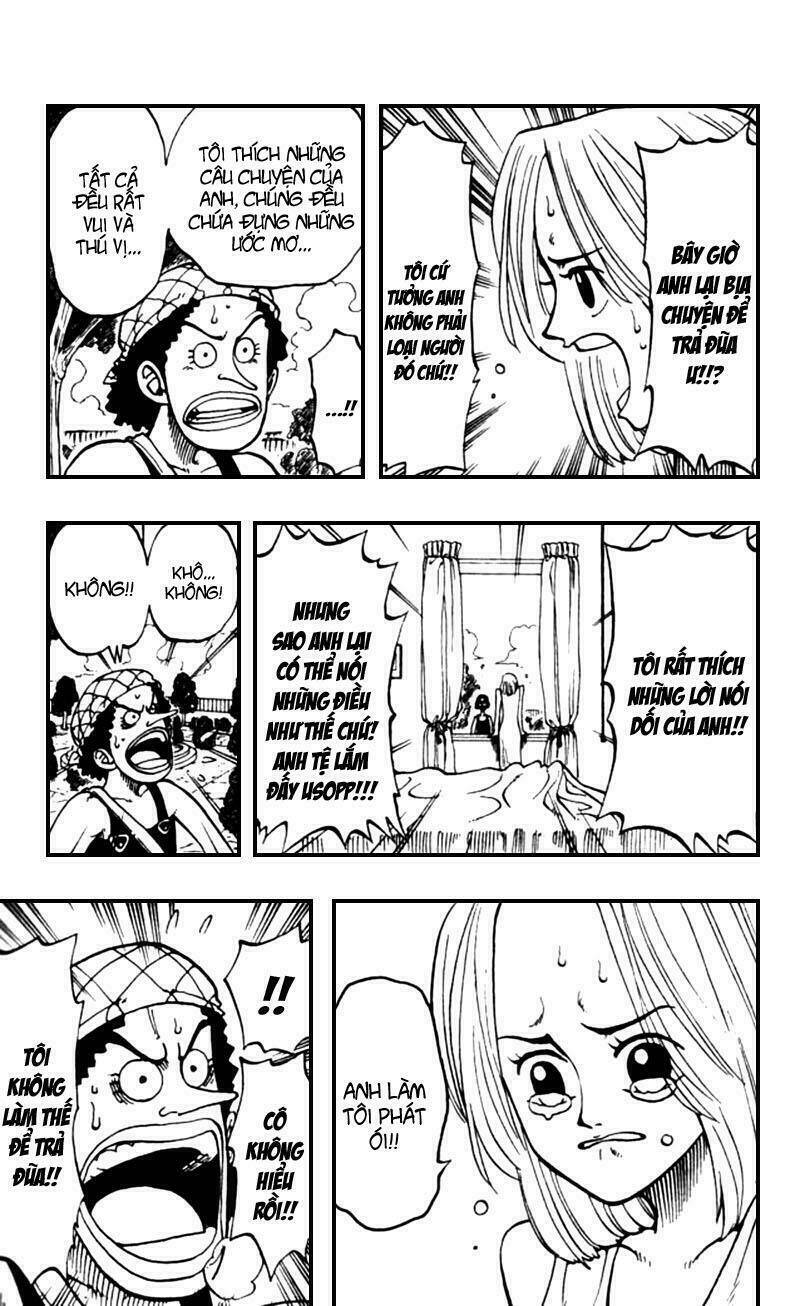 BÂY GIỜ
ANH LẠI BỊA
CHUYỆN ĐỂ
TRẢ ĐŨA
Ư!!?
TÔI CỨ
TƯỞNG ANH
KHÔNG PHẢI
LOẠI NGƯỜI
ĐÓ CHỨ!!
TÔI THÍCH NHỮNG
CÂU CHUYỆN CỦA
ANH, CHÚNG ĐỀU
CHỨA ĐỰNG NHỮNG
ƯỚC MƠ...
TẤT CẢ
ĐỀU RẤT
VUI VÀ
THÚ VỊ...
...!!
TÔI RẤT THÍCH
NHỮNG LỜI NÓI
DỐI CỦA ANH!!
NHƯNG
SAO ANH LẠI
CÓ THỂ NÓI
NHỮNG ĐIỀU
NHƯ THẾ CHỨ?
ANH TỆ LẮM
ĐẤY USOPP!!!
KHÔ...
KHÔNG!
KHÔNG!!
ANH LÀM
TÔI PHÁT
ÓI!!
!!
CÔ
KHÔNG
HIỂU
RỒI!!
TÔI
KHÔNG
LÀM THẾ
ĐỂ TRẢ
ĐŨA!!